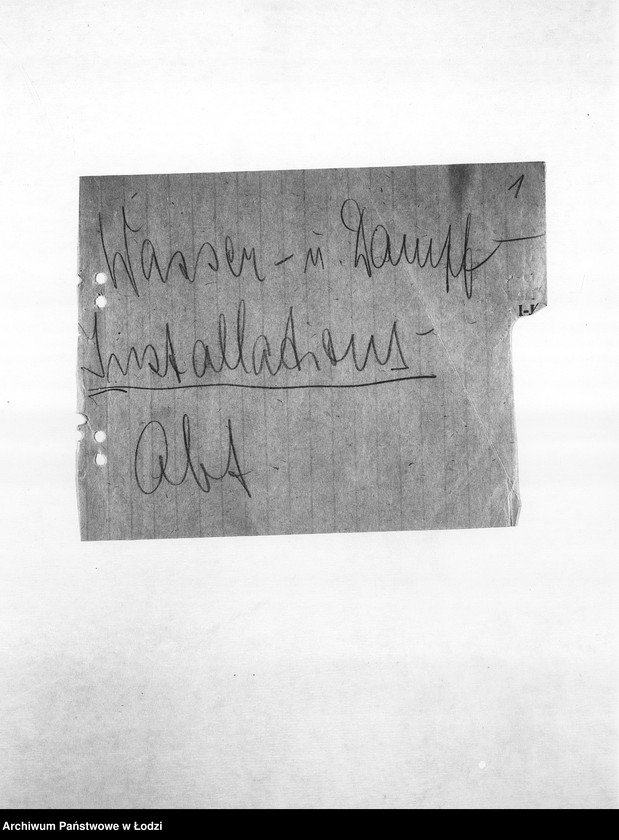 1
Wasser- u. Dampf-
I-V
Installations-
Abt
Archiwum Państwowe w Łodzi